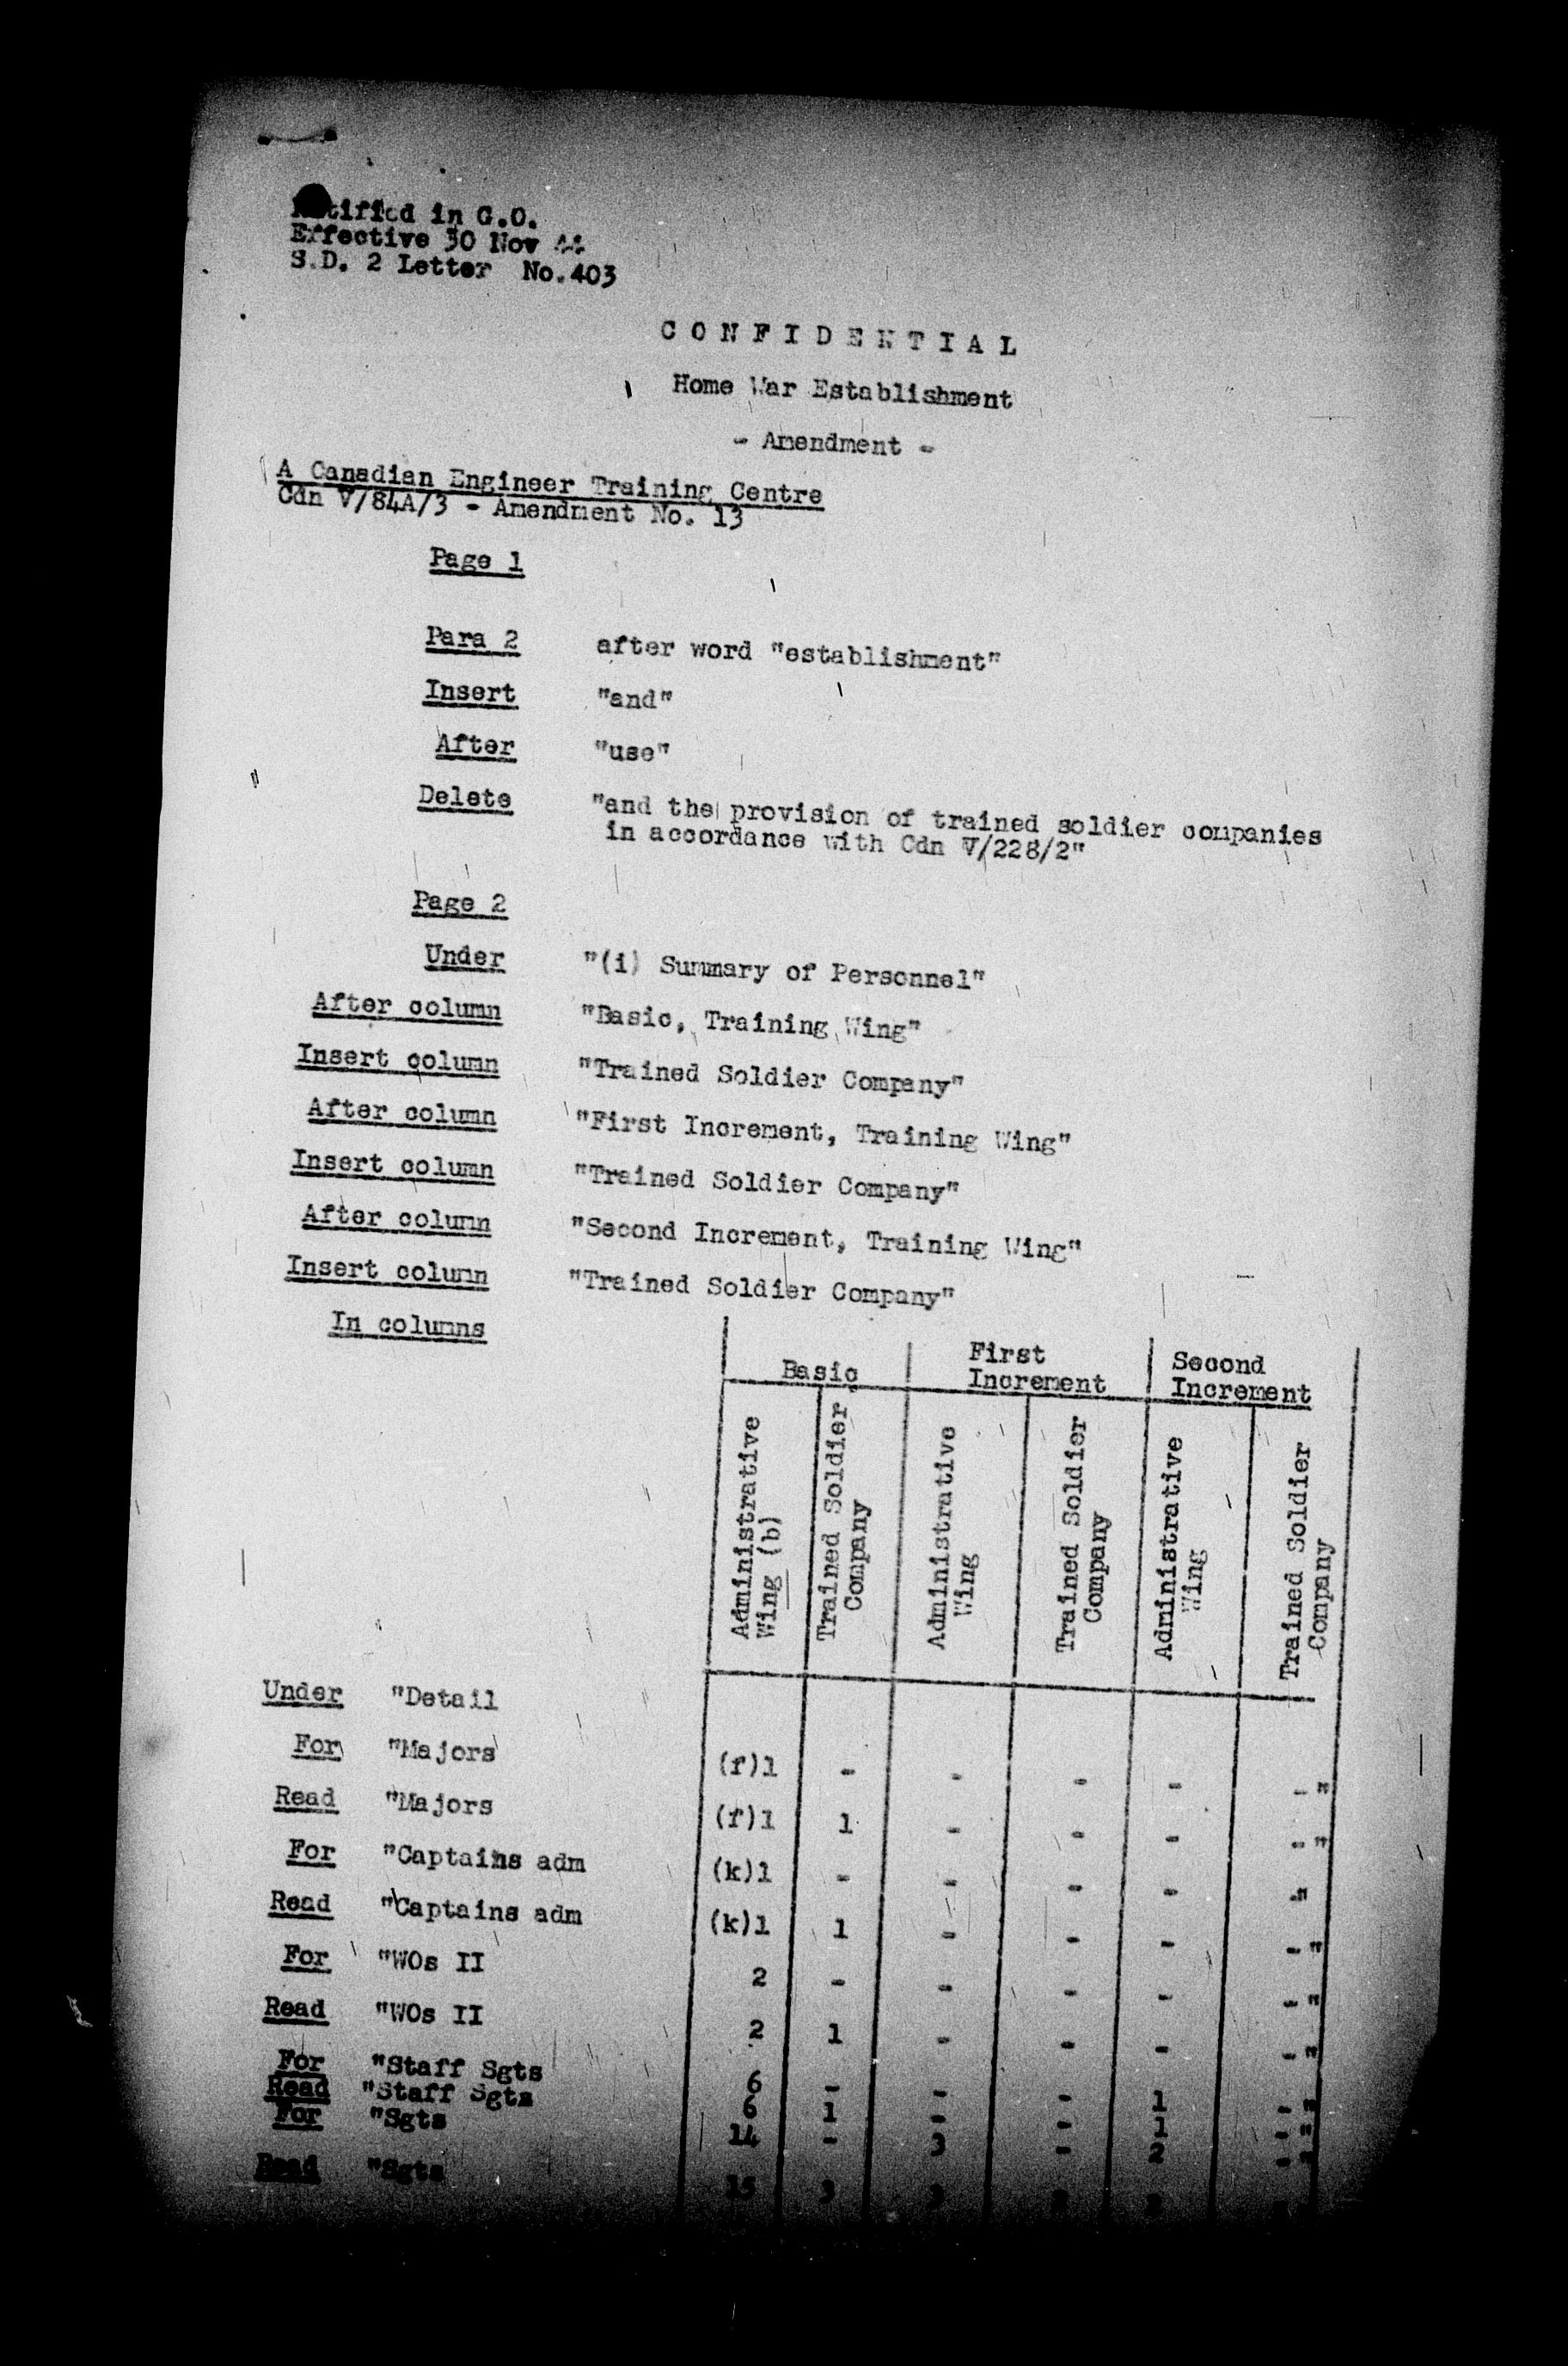 Notified in G.O.
Effective 30 Nov 44
S.D. 2 Letter No.403
CONFIDENTIAL
Home War Establishment
- Amendment -
A Canadian Engineer Training Centre
Cdn V/84A/3 - Amendment No. 13
Page 1
Para 2 after word "establishment"
Insert "and"
After "use"
Delete "and the provision of trained soldier companies
in accordance with Cdn V/228/2"
Page 2
Under "(i) Summary of Personnel"
After column "Basic, Training Wing"
Insert column "Trained Soldier Company"
After column "First Increment, Training Wing"
Insert column "Trained Soldier Company"
After column "Second Increment, Training Wing"
Insert column "Trained Soldier Company"
In columns
Basic
First
Increment
Second
Increment
Administrative
Wing (b)
Trained Soldier
Company
Administrative
Wing
Trained Soldier
Company
Administrative
Wing
Trained Soldier
Company
Under "Detail
For "Majors (f)1 - - - - -"
Read "Majors (f)1 1 - - - -"
For "Captains adm (k)1 - - - - -"
Read "Captains adm (k)1 1 - - - -"
For "WOs II 2 - - - - -"
Read "WOs II 2 1 - - - -"
For "Staff Sgts 6 - - - 1 -"
Read "Staff Sgts 6 1 - - 1 -"
For "Sgts 14 - 3 - 2 -"
Read "Sgts 15 3 3